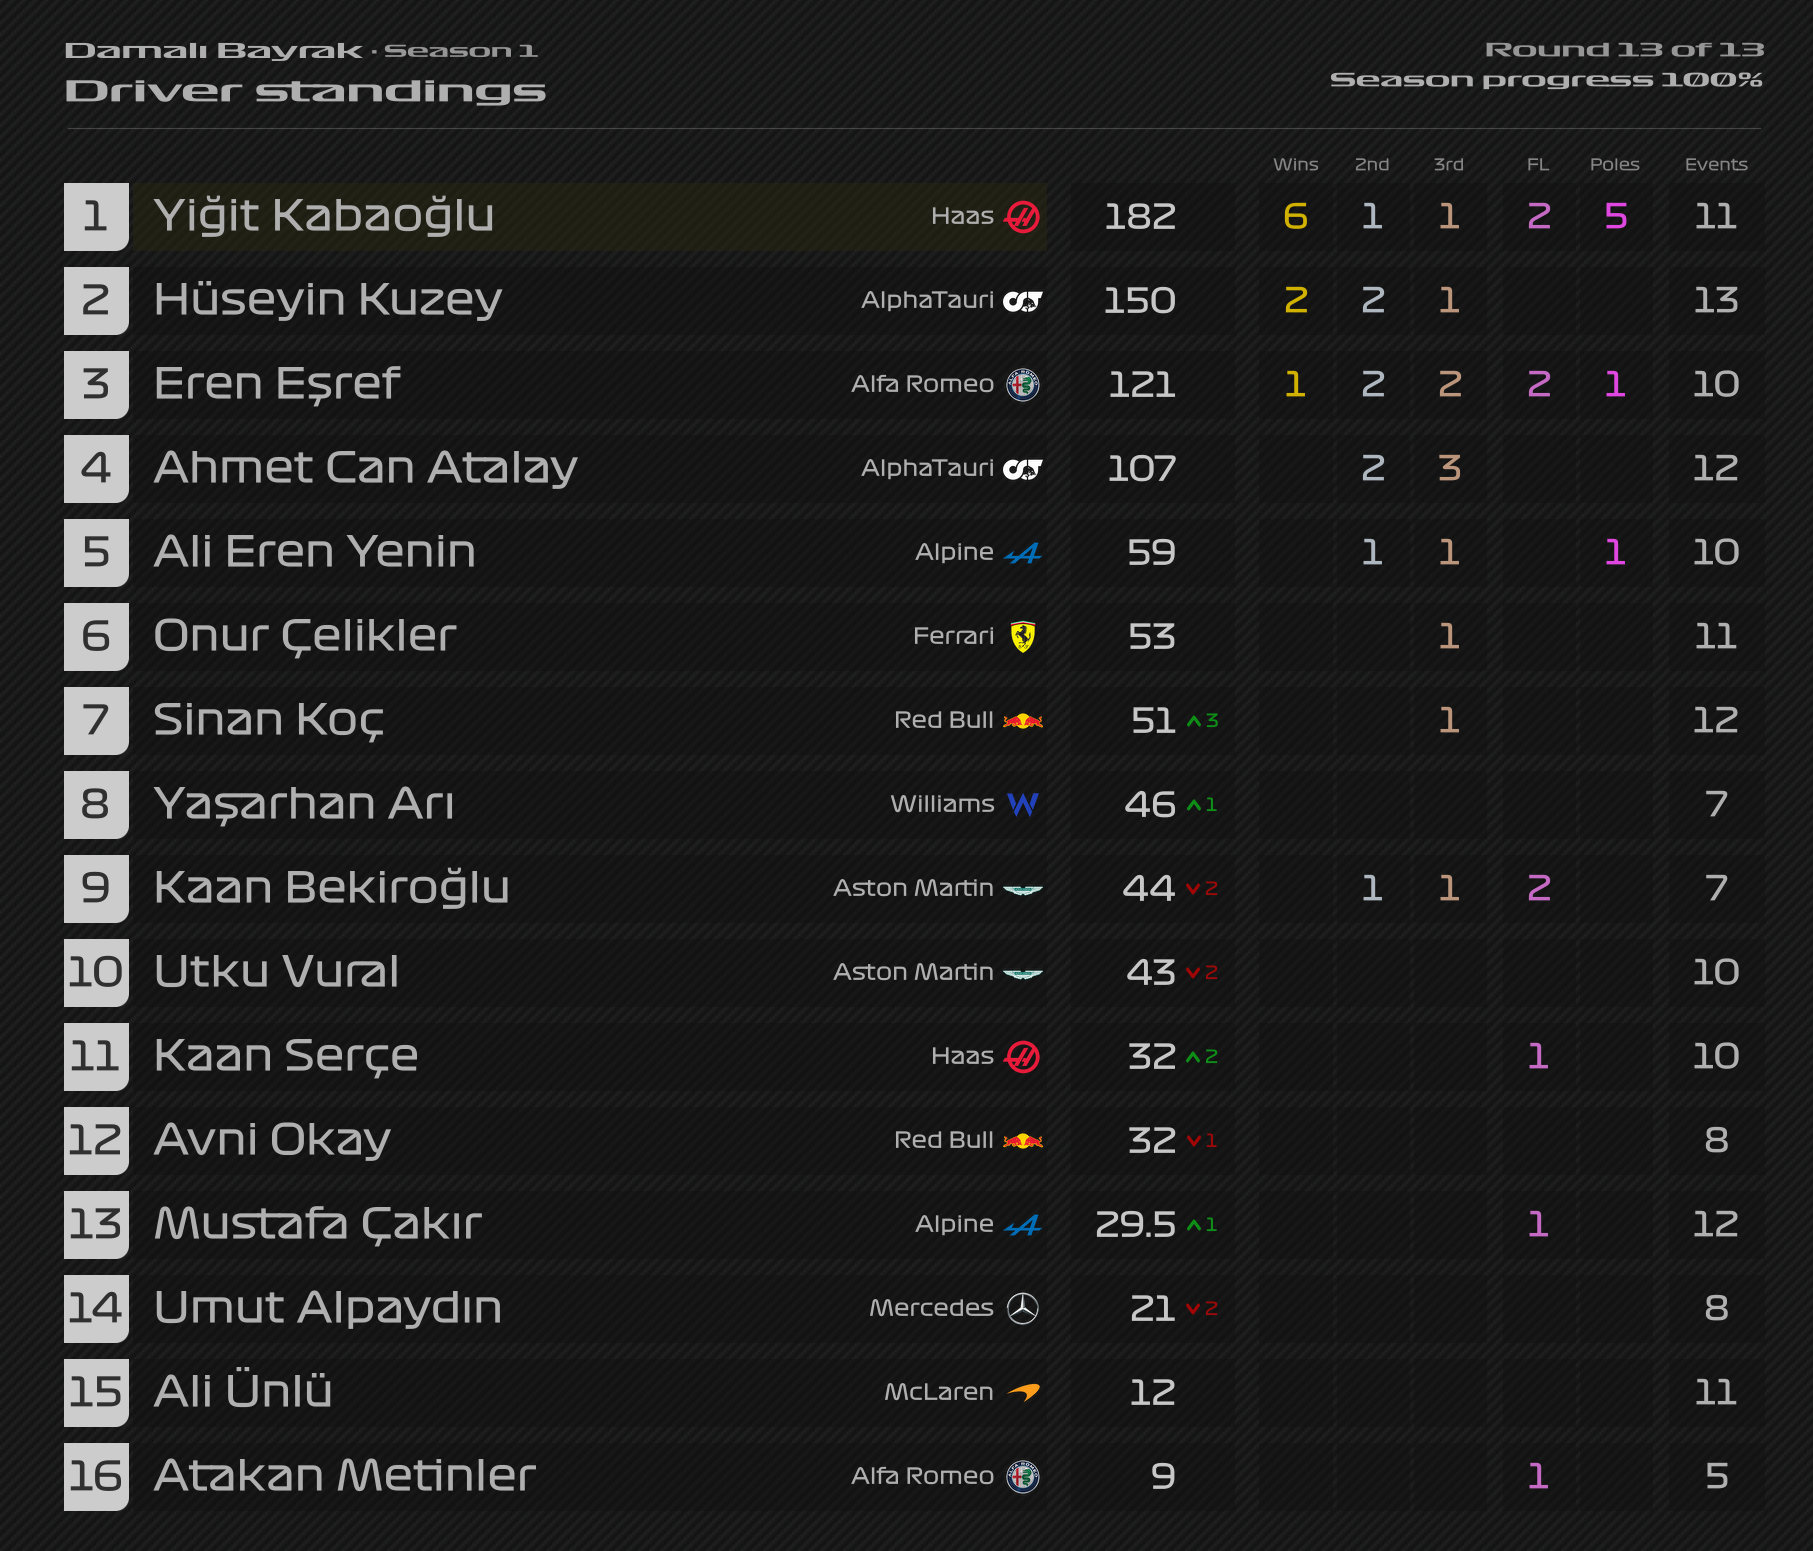 Damalı Bayrak · Season 1
Driver standings
Round 13 of 13
Season progress 100%
Wins 2nd 3rd FL Poles Events
1 Yiğit Kabaoğlu Haas 182 6 1 1 2 5 11
2 Hüseyin Kuzey AlphaTauri 150 2 2 1 13
3 Eren Eşref Alfa Romeo 121 1 2 2 2 1 10
4 Ahmet Can Atalay AlphaTauri 107 2 3 12
5 Ali Eren Yenin Alpine 59 1 1 1 10
6 Onur Çelikler Ferrari 53 1 11
7 Sinan Koç Red Bull 51 3 1 12
8 Yaşarhan Arı Williams 46 1 7
9 Kaan Bekiroğlu Aston Martin 44 2 1 1 2 7
10 Utku Vural Aston Martin 43 2 10
11 Kaan Serçe Haas 32 2 1 10
12 Avni Okay Red Bull 32 1 8
13 Mustafa Çakır Alpine 29.5 1 1 12
14 Umut Alpaydın Mercedes 21 2 8
15 Ali Ünlü McLaren 12 11
16 Atakan Metinler Alfa Romeo 9 1 5